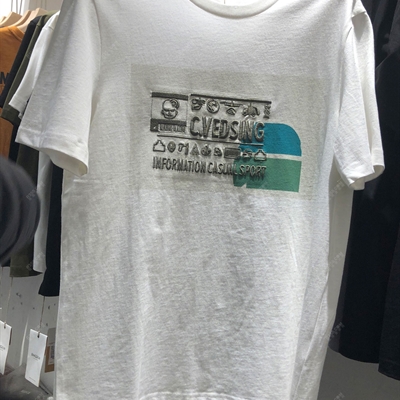 C.VEDSING
INFORMATION CASUAL SPORT